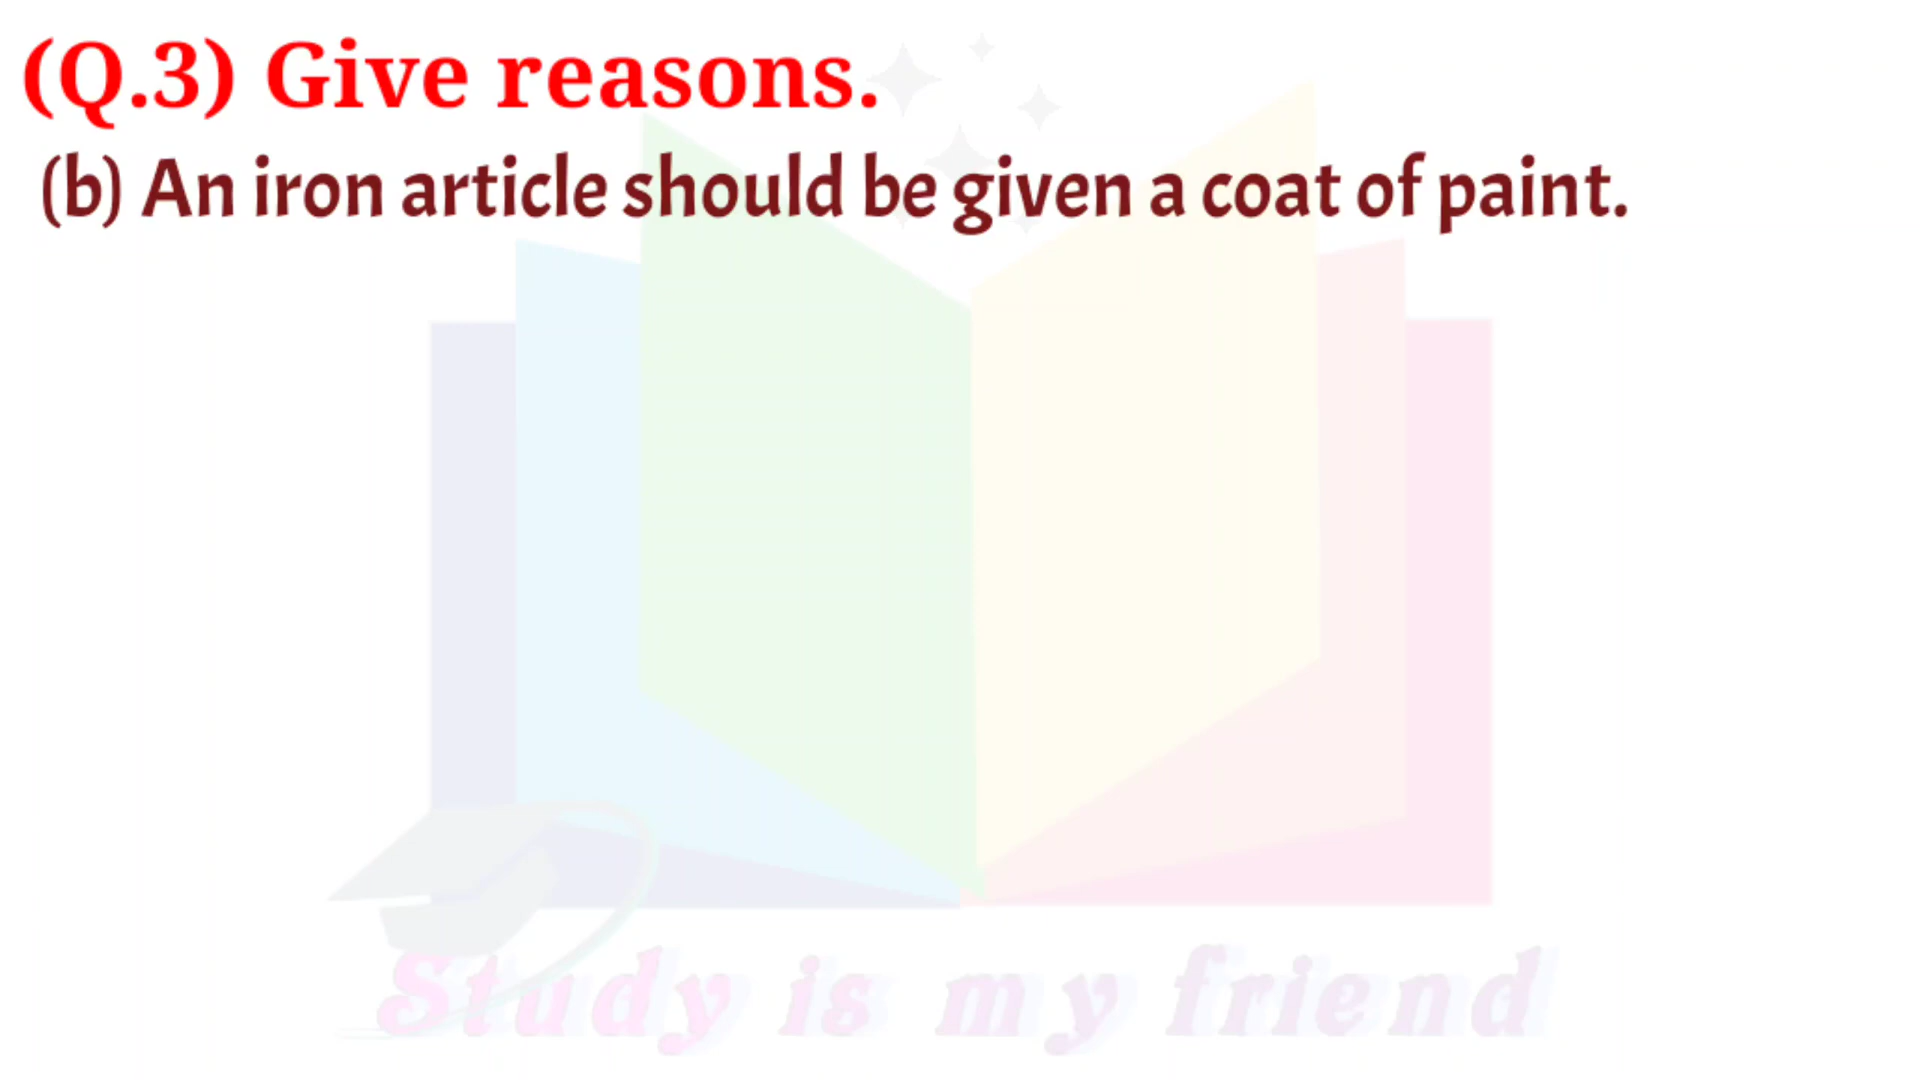 (Q.3) Give reasons.
(b) An iron article should be given a coat of paint.
Study is my friend